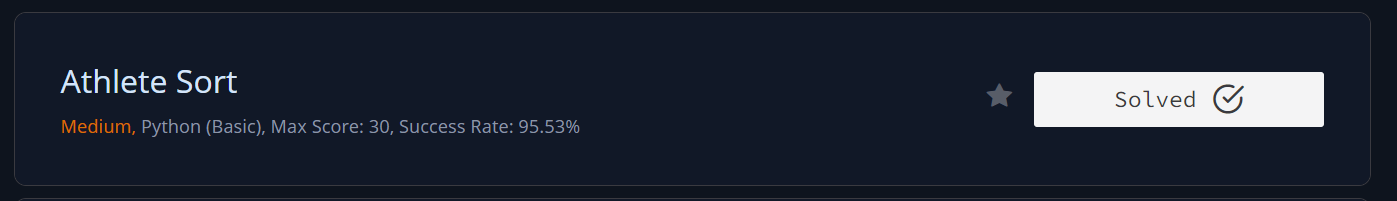 Athlete Sort
Medium, Python (Basic), Max Score: 30, Success Rate: 95.53%
Solved